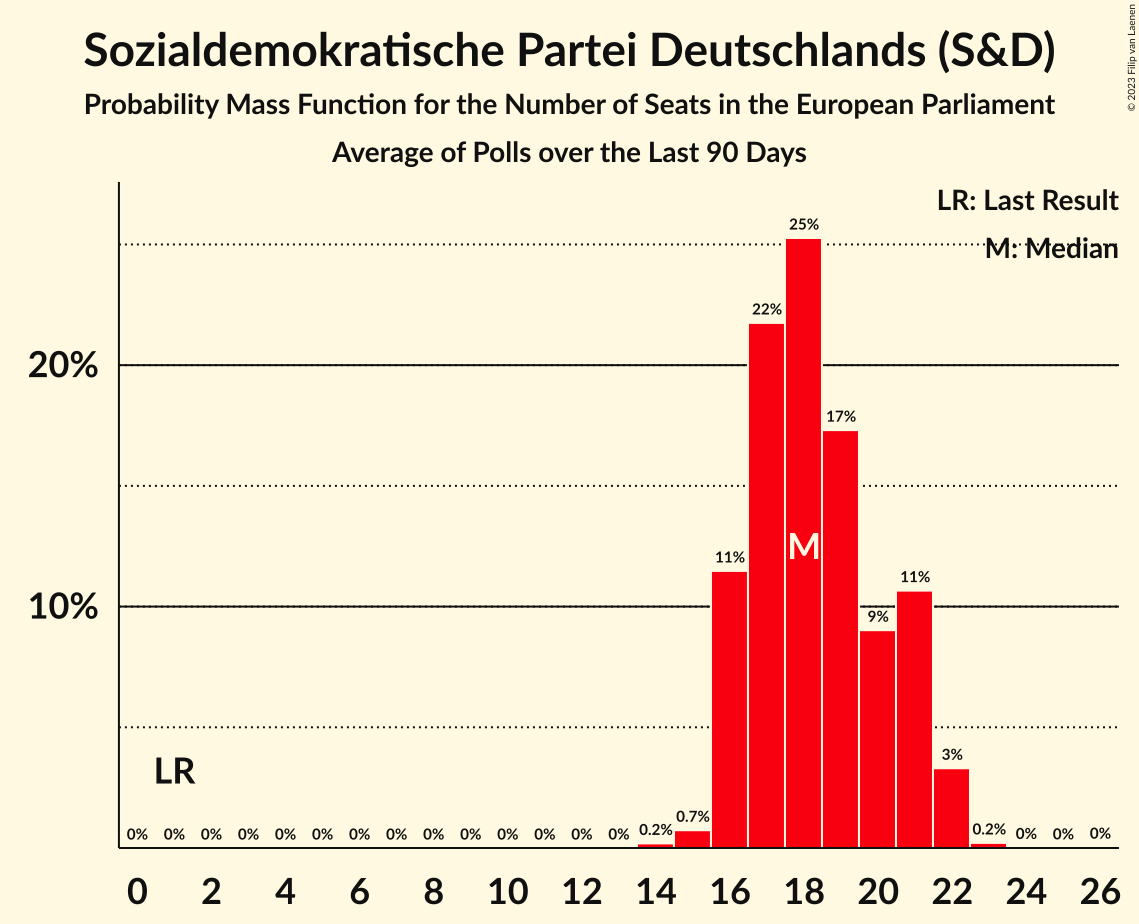 Sozialdemokratische Partei Deutschlands (S&D)
Probability Mass Function for the Number of Seats in the European Parliament
Average of Polls over the Last 90 Days
© 2023 Filip van Laenen
LR: Last Result
M: Median
25%
22%
20%
17%
M
11%
11%
10%
9%
3%
LR
0% 0% 0% 0% 0% 0% 0% 0% 0% 0% 0% 0% 0% 0% 0.2% 0.7% 0.2% 0% 0% 0%
0 2 4 6 8 10 12 14 16 18 20 22 24 26